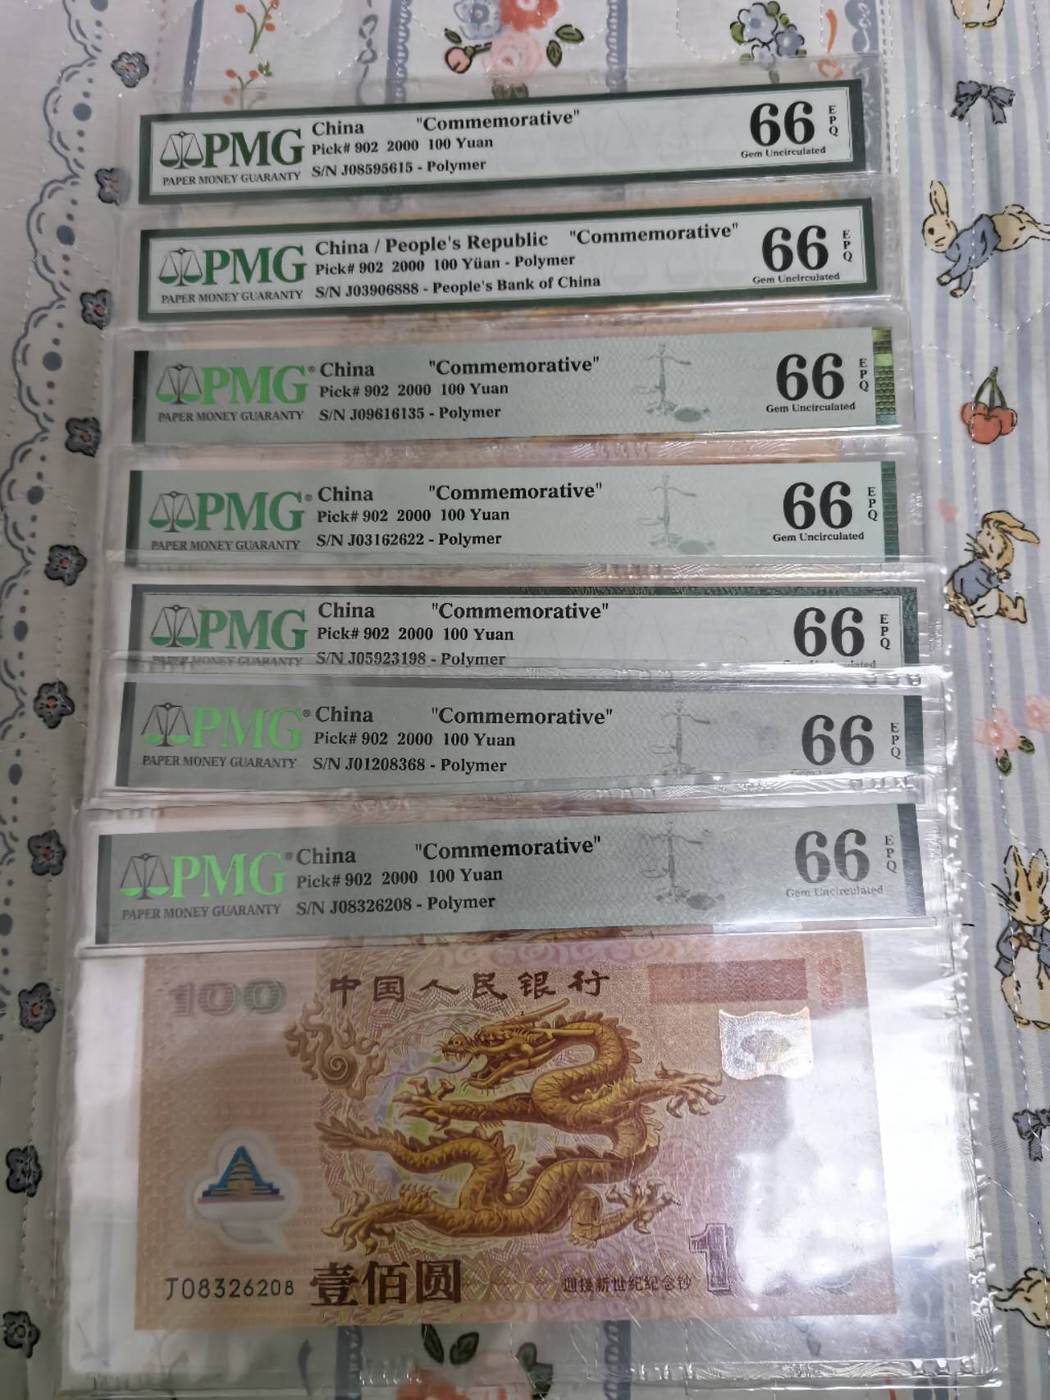 PMG
PAPER MONEY GUARANTY
China "Commemorative"
Pick# 902 2000 100 Yuan
S/N J08595615 - Polymer
66 EPQ
Gem Uncirculated
PMG
PAPER MONEY GUARANTY
China / People's Republic "Commemorative"
Pick# 902 2000 100 Yüan - Polymer
S/N J03906888 - People's Bank of China
66 EPQ
Gem Uncirculated
PMG®
PAPER MONEY GUARANTY
China "Commemorative"
Pick# 902 2000 100 Yuan
S/N J09616135 - Polymer
66 EPQ
Gem Uncirculated
PMG®
PAPER MONEY GUARANTY
China "Commemorative"
Pick# 902 2000 100 Yuan
S/N J03162622 - Polymer
66 EPQ
Gem Uncirculated
PMG
PAPER MONEY GUARANTY
China "Commemorative"
Pick# 902 2000 100 Yuan
S/N J05923198 - Polymer
66 EPQ
PMG®
PAPER MONEY GUARANTY
China "Commemorative"
Pick# 902 2000 100 Yuan
S/N J01208368 - Polymer
66 EPQ
PMG®
PAPER MONEY GUARANTY
China "Commemorative"
Pick# 902 2000 100 Yuan
S/N J08326208 - Polymer
66 EPQ
Gem Uncirculated
100 中国人民银行
J08326208 壹佰圆 迎接新世纪纪念钞